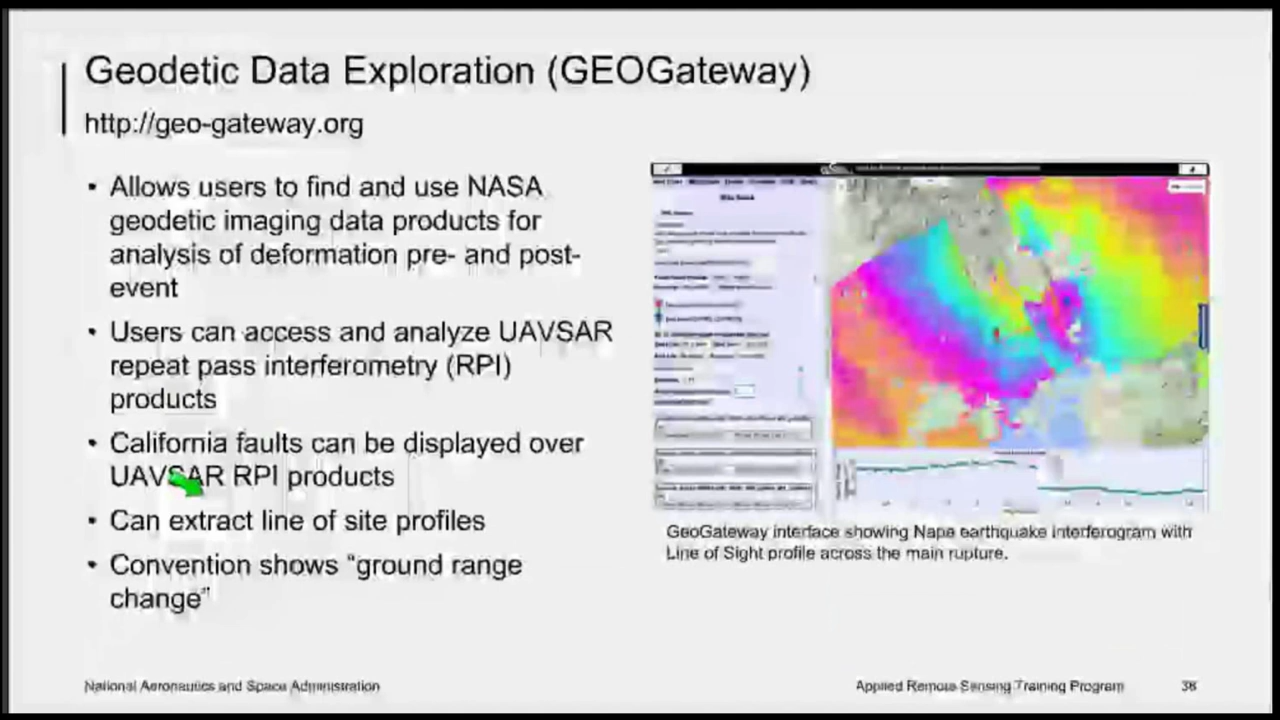 Geodetic Data Exploration (GEOGateway)
http://geo-gateway.org
• Allows users to find and use NASA
geodetic imaging data products for
analysis of deformation pre- and post-
event
• Users can access and analyze UAVSAR
repeat pass interferometry (RPI)
products
• California faults can be displayed over
UAVSAR RPI products
• Can extract line of site profiles
• Convention shows “ground range
change”
GeoGateway interface showing Napa earthquake interferogram with
Line of Sight profile across the main rupture.
National Aeronautics and Space Administration
Applied Remote Sensing Training Program